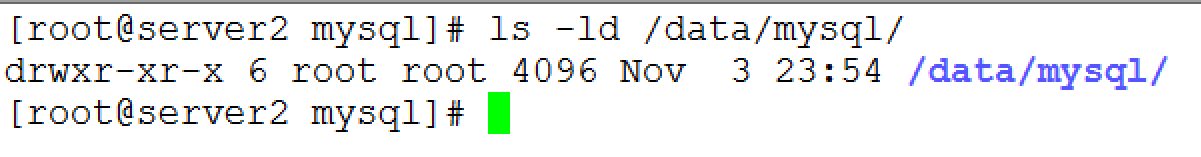 [root@server2 mysql]# ls -ld /data/mysql/
drwxr-xr-x 6 root root 4096 Nov  3 23:54 /data/mysql/
[root@server2 mysql]#